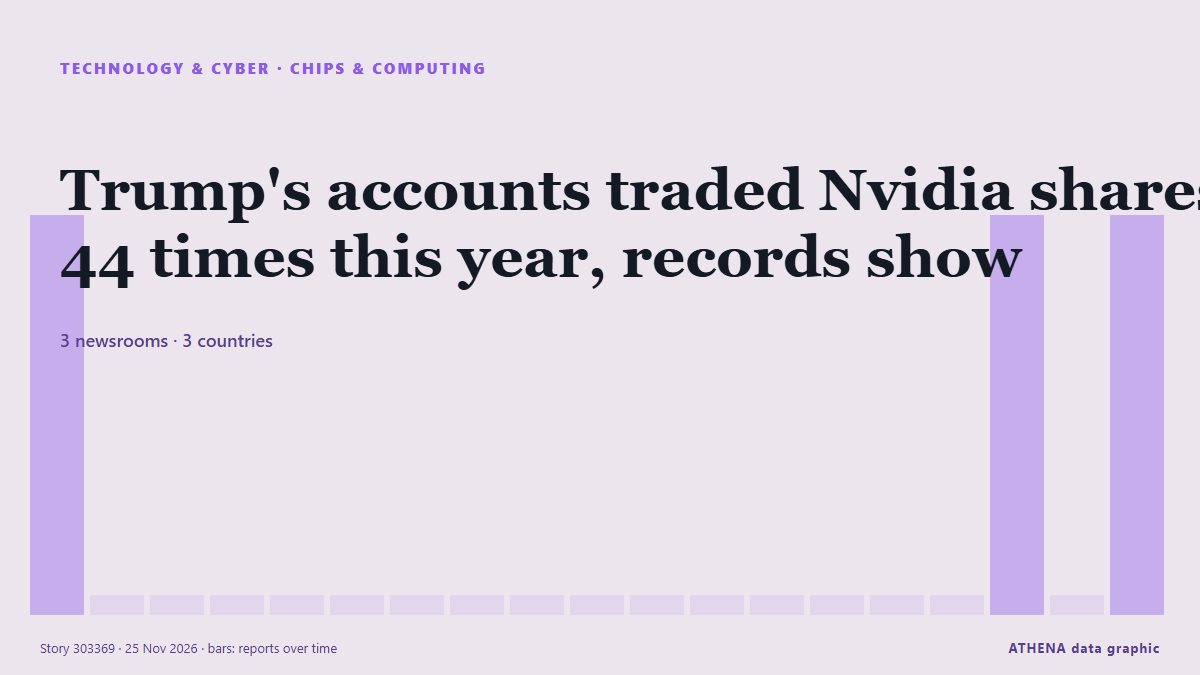 TECHNOLOGY & CYBER · CHIPS & COMPUTING
Trump's accounts traded Nvidia shares
44 times this year, records show
3 newsrooms · 3 countries
Story 303369 · 25 Nov 2026 · bars: reports over time
ATHENA data graphic